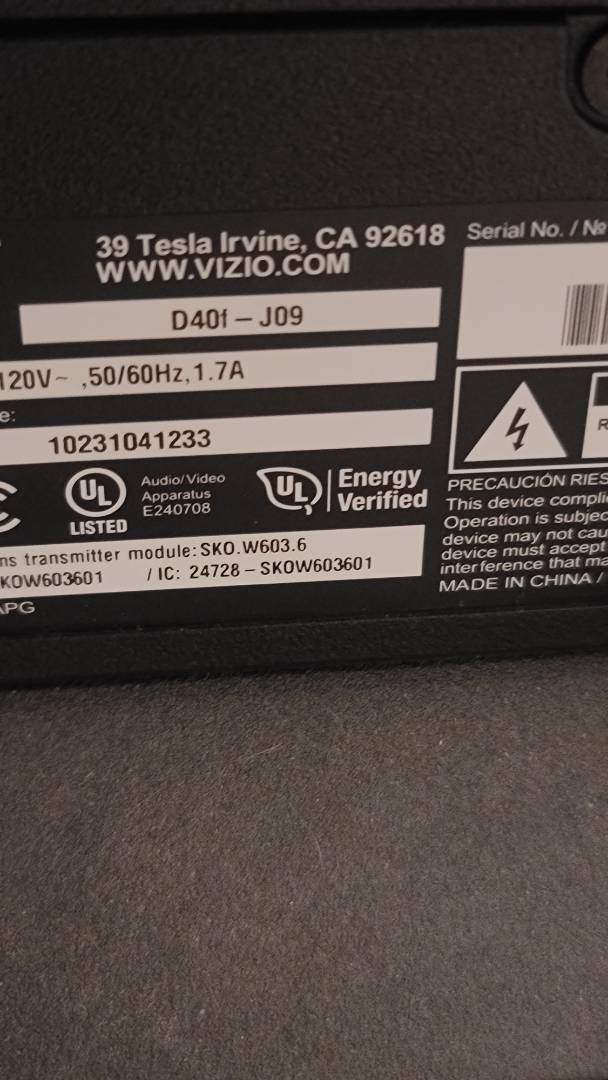 39 Tesla Irvine, CA 92618
WWW.VIZIO.COM
Serial No. / №
D40f – J09
120V~ ,50/60Hz,1.7A
e:
10231041233
UL
LISTED
Audio/Video
Apparatus
E240708
UL
Energy
Verified
ns transmitter module: SKO.W603.6
KOW603601 / IC: 24728 – SKOW603601
APG
R
PRECAUCIÓN RIES
This device compli
Operation is subjec
device may not cau
device must accept
interference that ma
MADE IN CHINA /